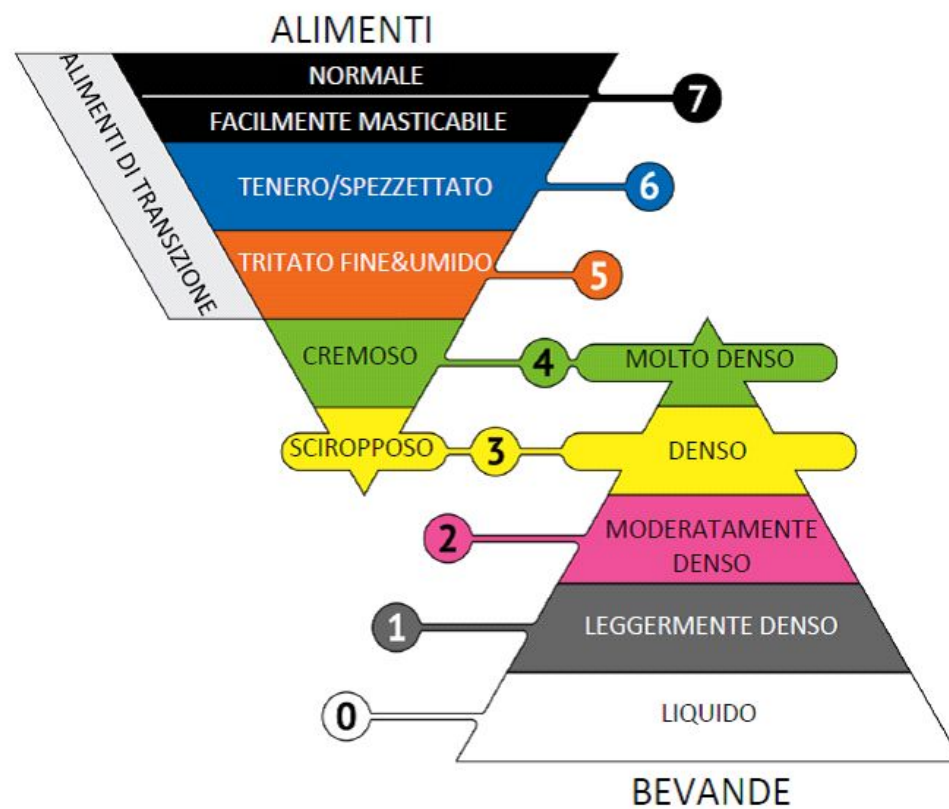 ALIMENTI
ALIMENTI DI TRANSIZIONE
NORMALE
7
FACILMENTE MASTICABILE
TENERO/SPEZZETTATO
6
TRITATO FINE&UMIDO
5
CREMOSO
4
MOLTO DENSO
SCIROPPOSO
3
DENSO
2
MODERATAMENTE
DENSO
1
LEGGERMENTE DENSO
0
LIQUIDO
BEVANDE